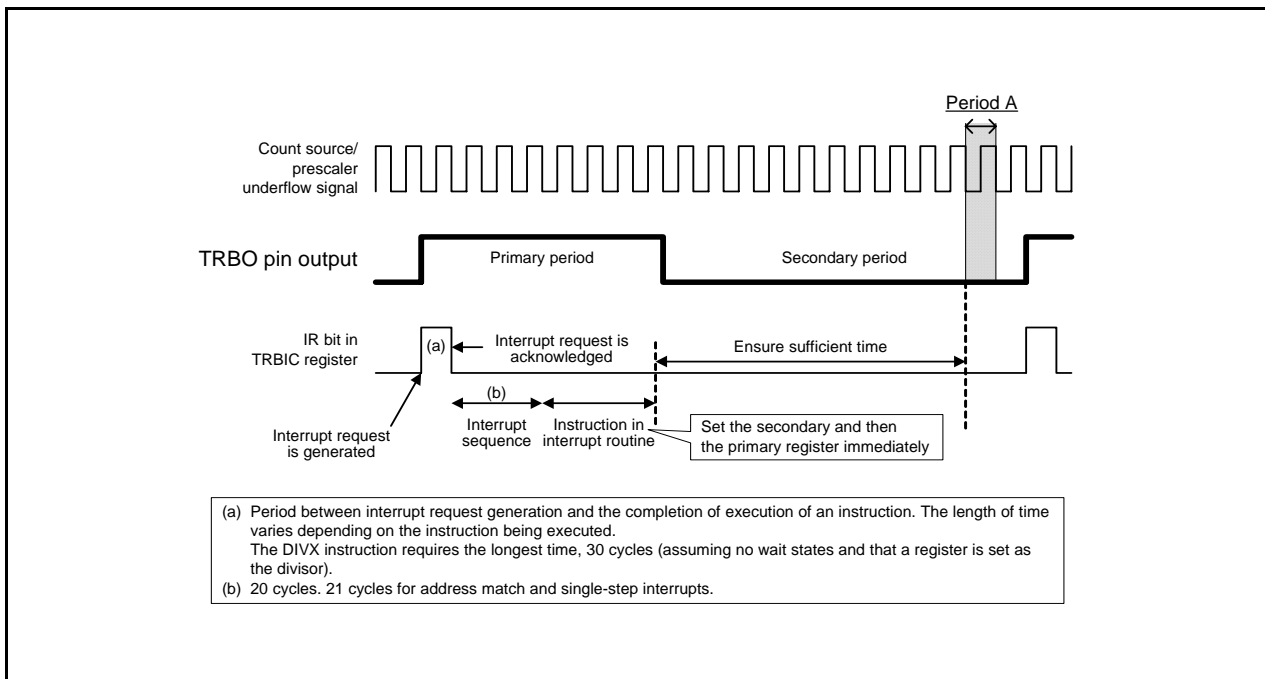 Period A
Count source/
prescaler
underflow signal
TRBO pin output
Primary period
Secondary period
IR bit in
TRBIC register
(a)
Interrupt request is
acknowledged
Ensure sufficient time
(b)
Interrupt request
is generated
Interrupt
sequence
Instruction in
interrupt routine
Set the secondary and then
the primary register immediately
(a) Period between interrupt request generation and the completion of execution of an instruction. The length of time
varies depending on the instruction being executed.
The DIVX instruction requires the longest time, 30 cycles (assuming no wait states and that a register is set as
the divisor).
(b) 20 cycles. 21 cycles for address match and single-step interrupts.